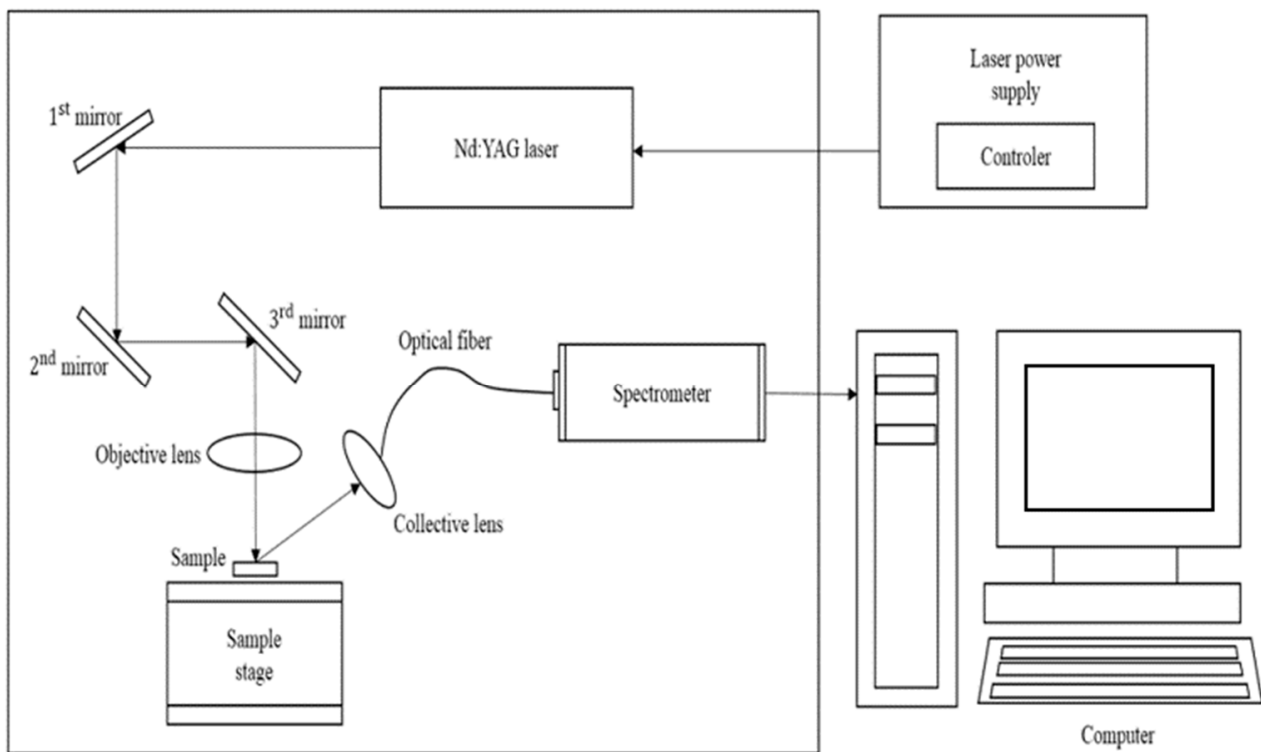 Laser power
supply
Controler
1st mirror
Nd:YAG laser
3rd mirror
2nd mirror
Optical fiber
Spectrometer
Objective lens
Collective lens
Sample
Sample
stage
Computer